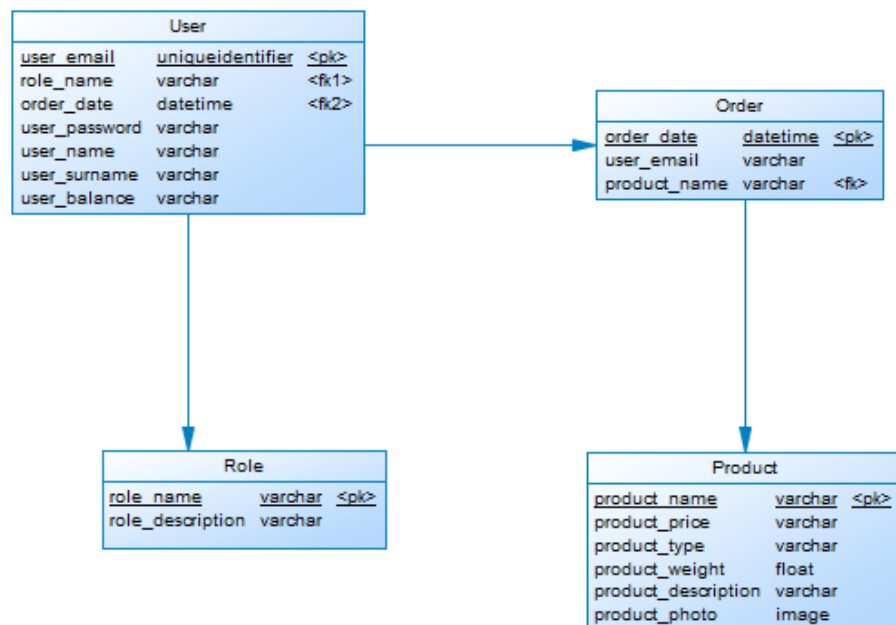 User
user_email uniqueidentifier <pk>
role_name varchar <fk1>
order_date datetime <fk2>
user_password varchar
user_name varchar
user_surname varchar
user_balance varchar
Order
order_date datetime <pk>
user_email varchar
product_name varchar <fk>
Role
role_name varchar <pk>
role_description varchar
Product
product_name varchar <pk>
product_price varchar
product_type varchar
product_weight float
product_description varchar
product_photo image